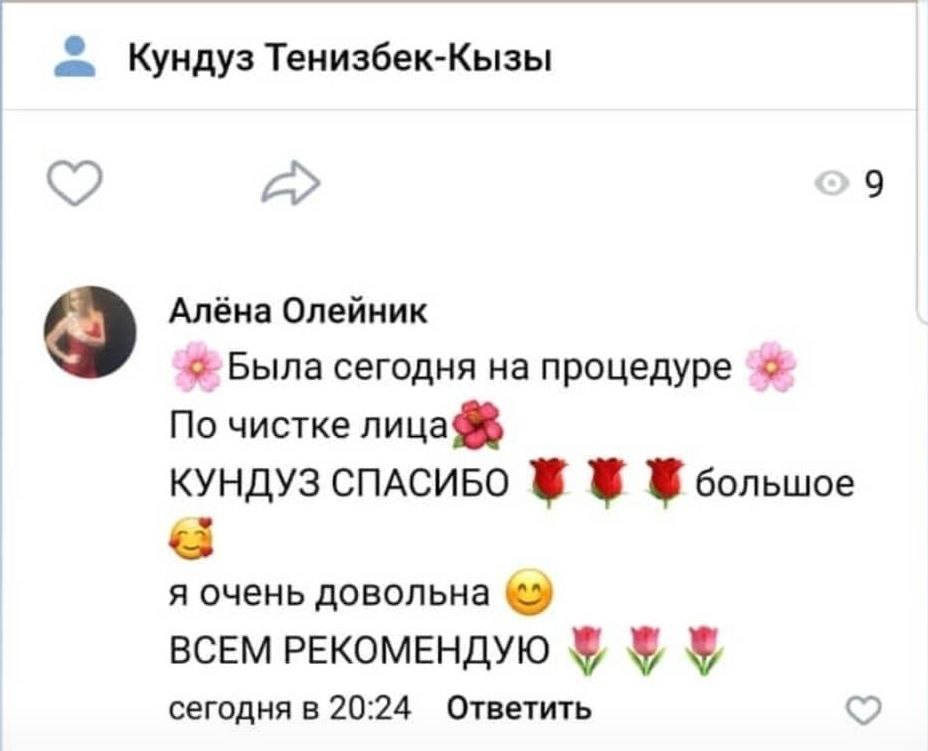 Кундуз Тенизбек-Кызы
9
Алёна Олейник
🌸Была сегодня на процедуре 🌸
По чистке лица🌺
КУНДУЗ СПАСИБО 🌹 🌹 🌹 большое
🥰
я очень довольна 😊
ВСЕМ РЕКОМЕНДУЮ 🌷 🌷 🌷
сегодня в 20:24 Ответить